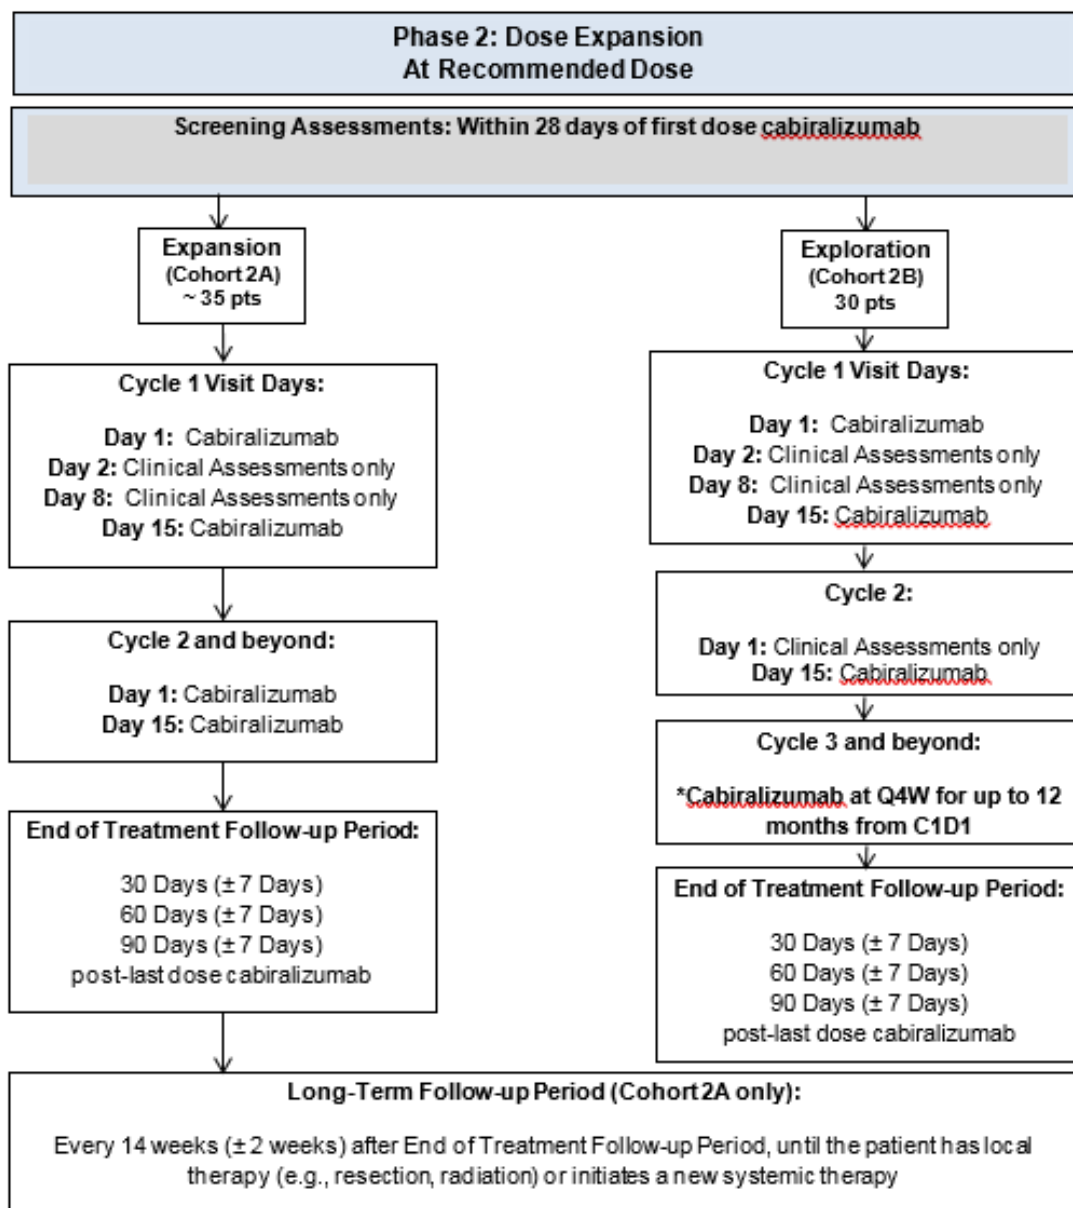 Phase 2: Dose Expansion
At Recommended Dose
Screening Assessments: Within 28 days of first dose cabiralizumab
Expansion
(Cohort 2A)
~ 35 pts
Cycle 1 Visit Days:
Day 1: Cabiralizumab
Day 2: Clinical Assessments only
Day 8: Clinical Assessments only
Day 15: Cabiralizumab
Cycle 2 and beyond:
Day 1: Cabiralizumab
Day 15: Cabiralizumab
End of Treatment Follow-up Period:
30 Days (± 7 Days)
60 Days (± 7 Days)
90 Days (± 7 Days)
post-last dose cabiralizumab
Exploration
(Cohort 2B)
30 pts
Cycle 1 Visit Days:
Day 1: Cabiralizumab
Day 2: Clinical Assessments only
Day 8: Clinical Assessments only
Day 15: Cabiralizumab
Cycle 2:
Day 1: Clinical Assessments only
Day 15: Cabiralizumab
Cycle 3 and beyond:
*Cabiralizumab at Q4W for up to 12
months from C1D1
End of Treatment Follow-up Period:
30 Days (± 7 Days)
60 Days (± 7 Days)
90 Days (± 7 Days)
post-last dose cabiralizumab
Long-Term Follow-up Period (Cohort 2A only):
Every 14 weeks (± 2 weeks) after End of Treatment Follow-up Period, until the patient has local
therapy (e.g., resection, radiation) or initiates a new systemic therapy